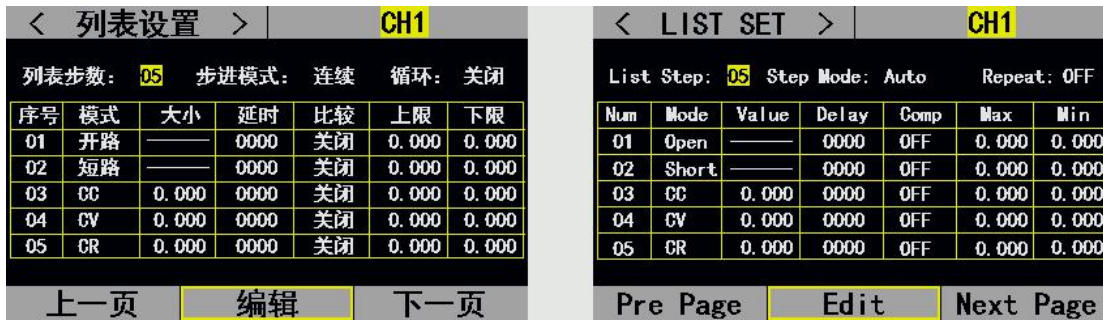 < 列表设置 > CH1
列表步数: 05 步进模式: 连续 循环: 关闭
序号 模式 大小 延时 比较 上限 下限
01 开路 —— 0000 关闭 0.000 0.000
02 短路 —— 0000 关闭 0.000 0.000
03 CC 0.000 0000 关闭 0.000 0.000
04 CV 0.000 0000 关闭 0.000 0.000
05 CR 0.000 0000 关闭 0.000 0.000
上一页 编辑 下一页
< LIST SET > CH1
List Step: 05 Step Mode: Auto Repeat: OFF
Num Mode Value Delay Comp Max Min
01 Open —— 0000 OFF 0.000 0.000
02 Short —— 0000 OFF 0.000 0.000
03 CC 0.000 0000 OFF 0.000 0.000
04 CV 0.000 0000 OFF 0.000 0.000
05 CR 0.000 0000 OFF 0.000 0.000
Pre Page Edit Next Page